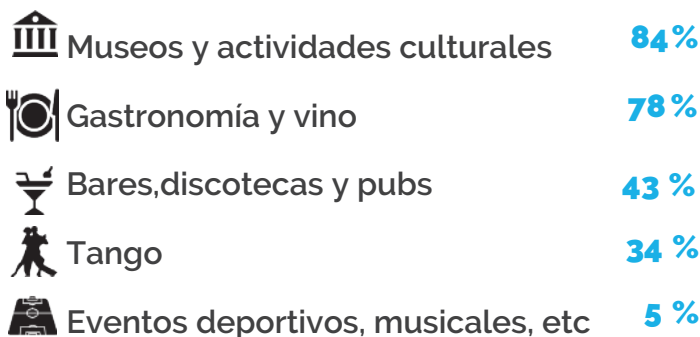 Museos y actividades culturales 84%
Gastronomía y vino 78%
Bares,discotecas y pubs 43 %
Tango 34 %
Eventos deportivos, musicales, etc 5 %